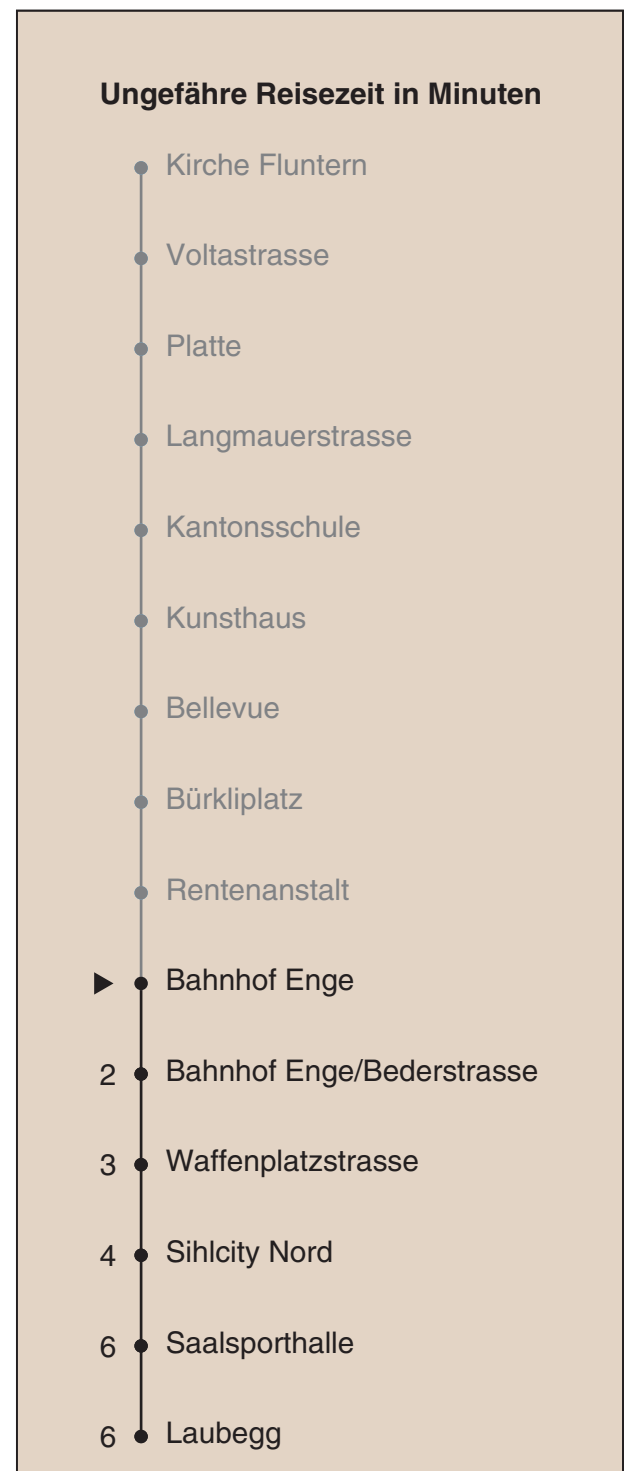 Ungefähre Reisezeit in Minuten
Kirche Fluntern
Voltastrasse
Platte
Langmauerstrasse
Kantonsschule
Kunsthaus
Bellevue
Bürkliplatz
Rentenanstalt
Bahnhof Enge
2 Bahnhof Enge/Bederstrasse
3 Waffenplatzstrasse
4 Sihlcity Nord
6 Saalsporthalle
6 Laubegg